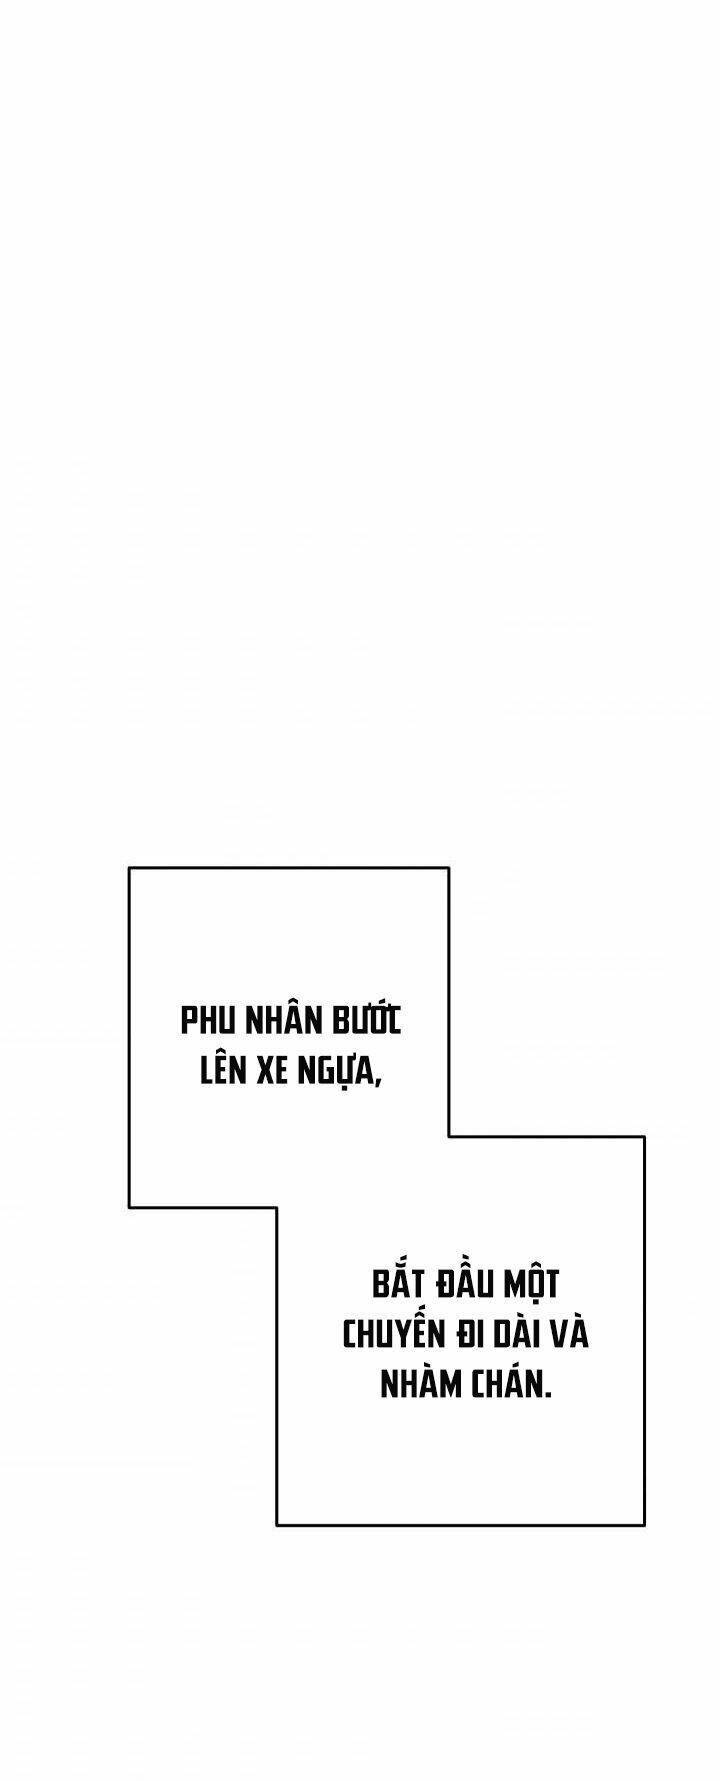 PHU NHÂN BƯỚC
LÊN XE NGỰA,
BẮT ĐẦU MỘT
CHUYẾN ĐI DÀI VÀ
NHÀM CHÁN.